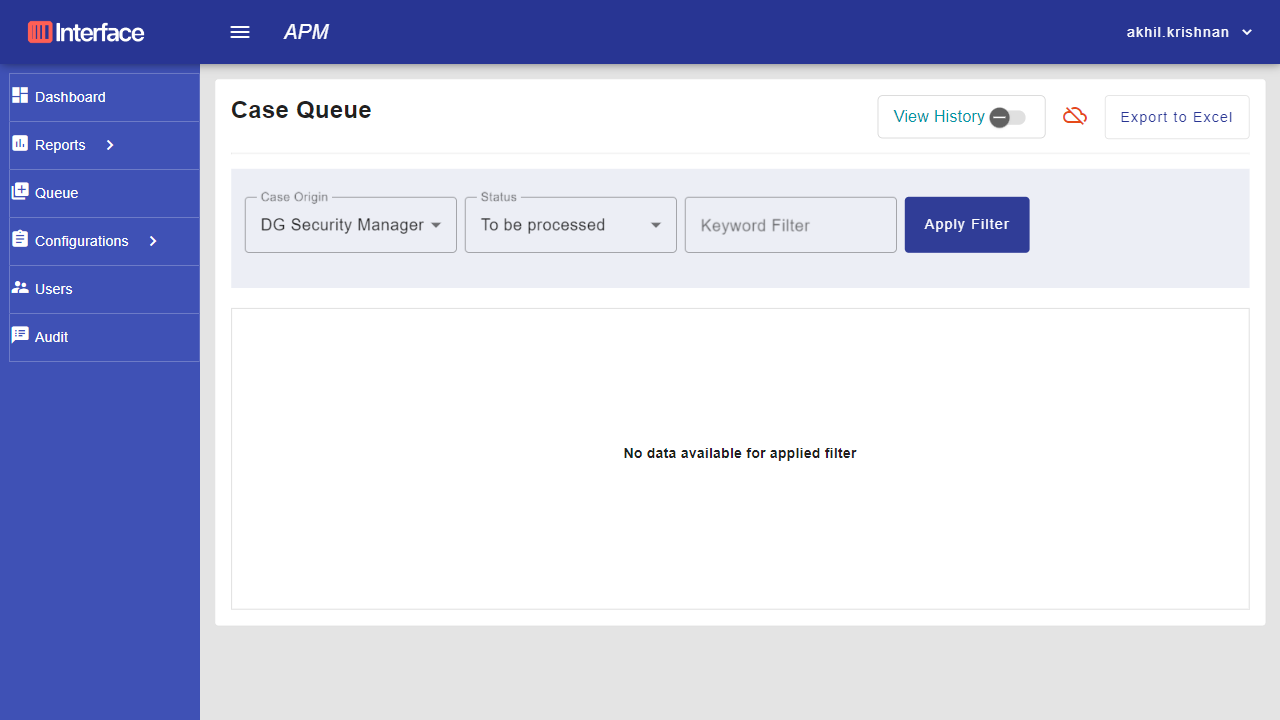 Interface
APM
akhil.krishnan
Dashboard
Reports
Queue
Configurations
Users
Audit
Case Queue
View History
Export to Excel
Case Origin
DG Security Manager
Status
To be processed
Keyword Filter
Apply Filter
No data available for applied filter